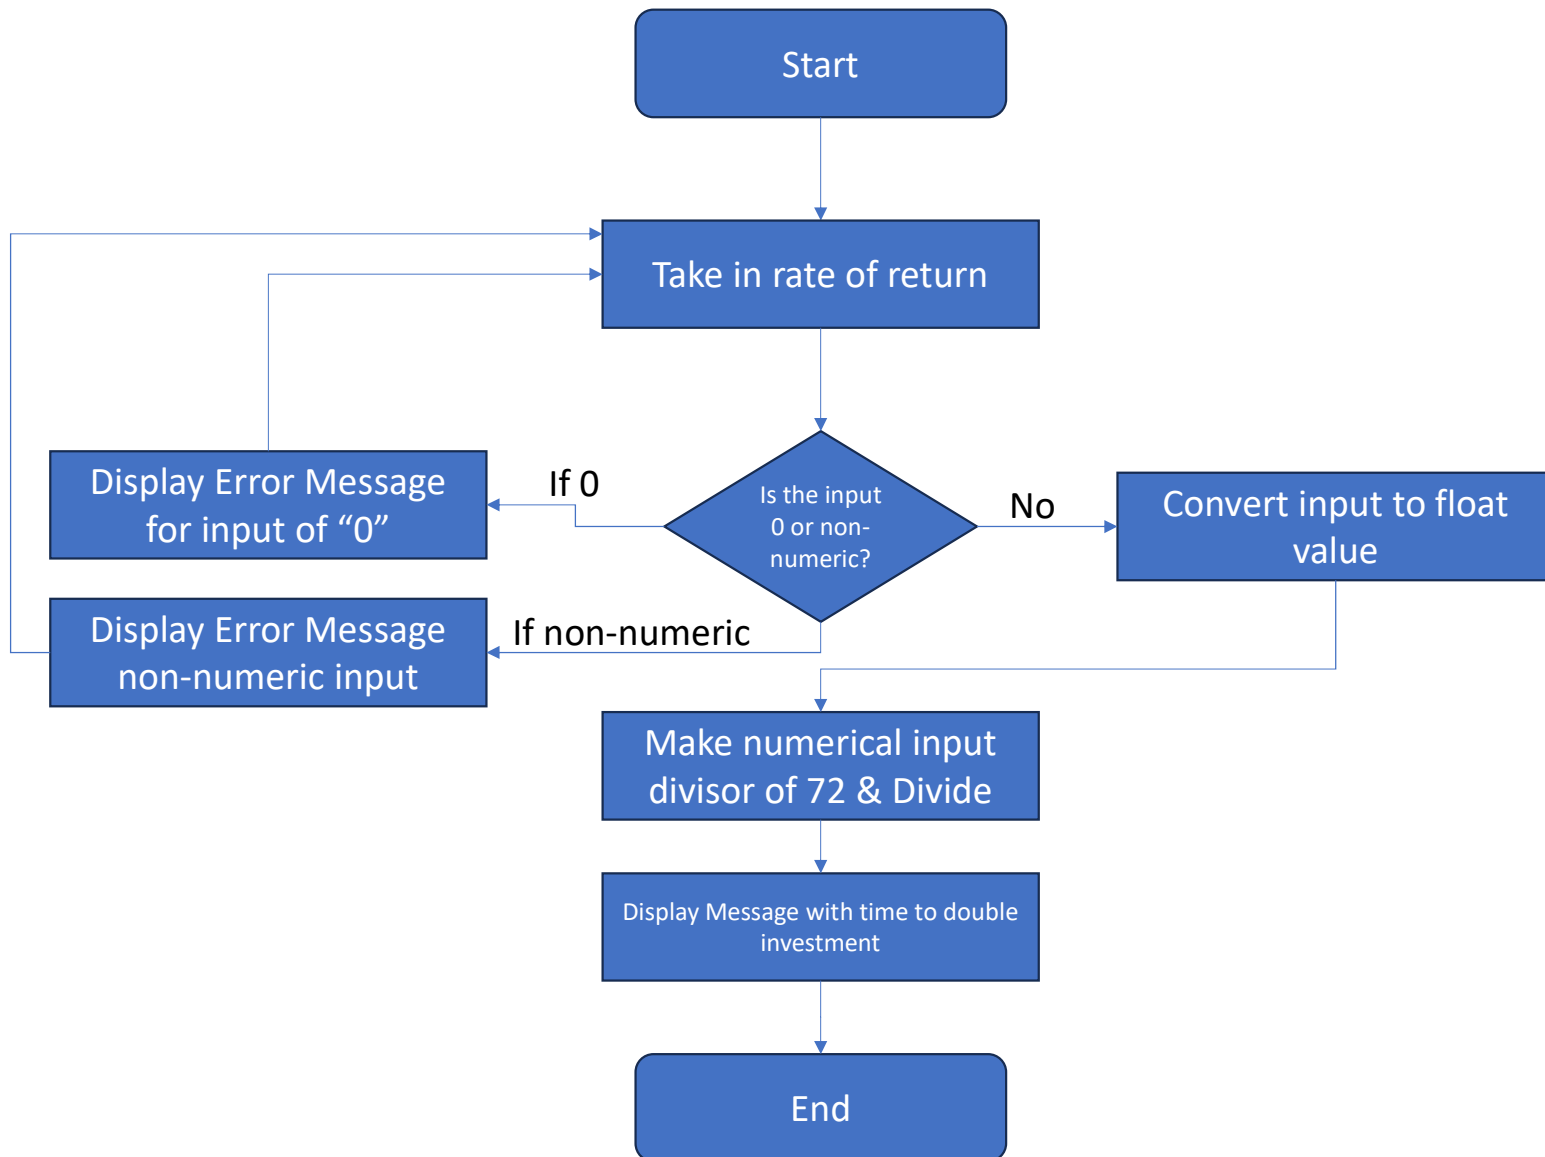 Start
Take in rate of return
Display Error Message
for input of “0”
If 0
Is the input
0 or non-
numeric?
No
Convert input to float
value
Display Error Message
non-numeric input
If non-numeric
Make numerical input
divisor of 72 & Divide
Display Message with time to double
investment
End